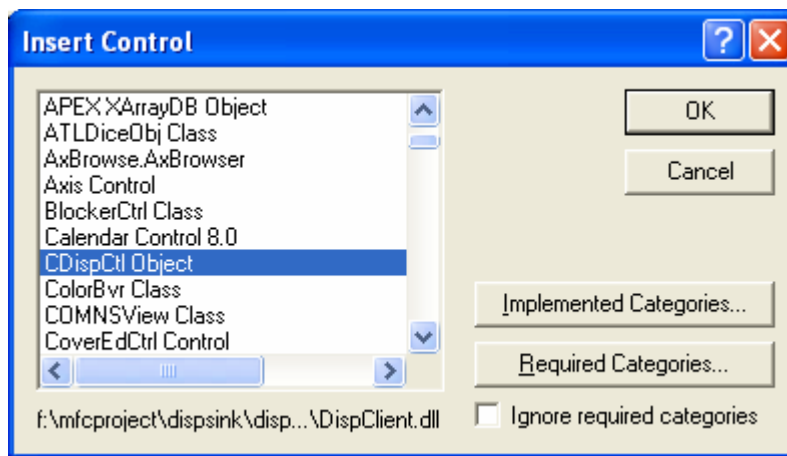 Insert Control
APEX XArrayDB Object
ATLDiceObj Class
AxBrowse.AxBrowser
Axis Control
BlockerCtrl Class
Calendar Control 8.0
CDispCtl Object
ColorBvr Class
COMNSView Class
CoverEdCtrl Control
f:\mfcproject\dispsink\disp...\DispClient.dll
OK
Cancel
Implemented Categories...
Required Categories...
Ignore required categories